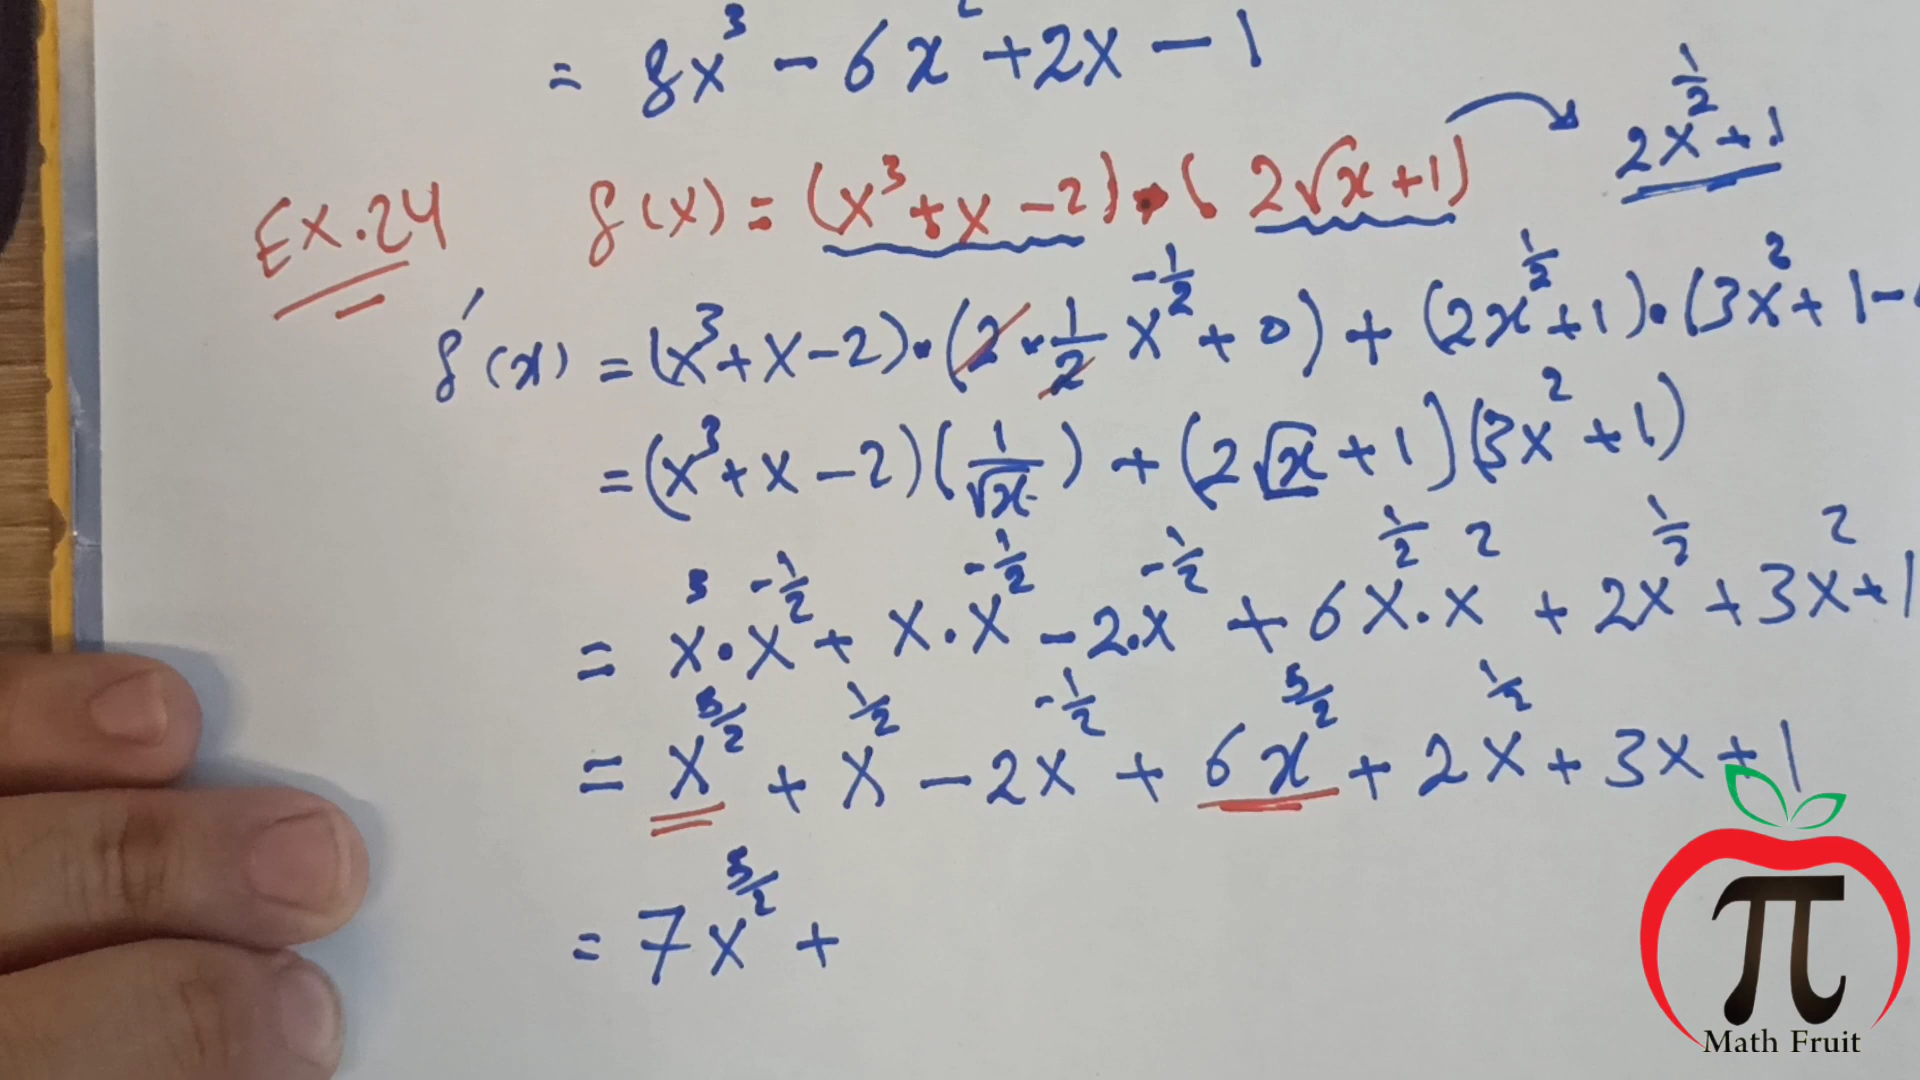 = 8x³ - 6x² + 2x - 1
Ex.24 f(x) = (x³ + x - 2) • (2√x + 1) → 2x^½ + 1
f'(x) = (x³ + x - 2) • (2 • 1/2 x^-½ + 0) + (2x^½ + 1) • (3x² + 1 -
= (x³ + x - 2)(1/√x) + (2√x + 1)(3x² + 1)
= x³ • x^-½ + x • x^-½ - 2 • x^-½ + 6x^½ • x² + 2x^½ + 3x² + 1
= x^5/2 + x^½ - 2x^-½ + 6x^5/2 + 2x^½ + 3x + 1
= 7x^5/2 +
π
Math Fruit